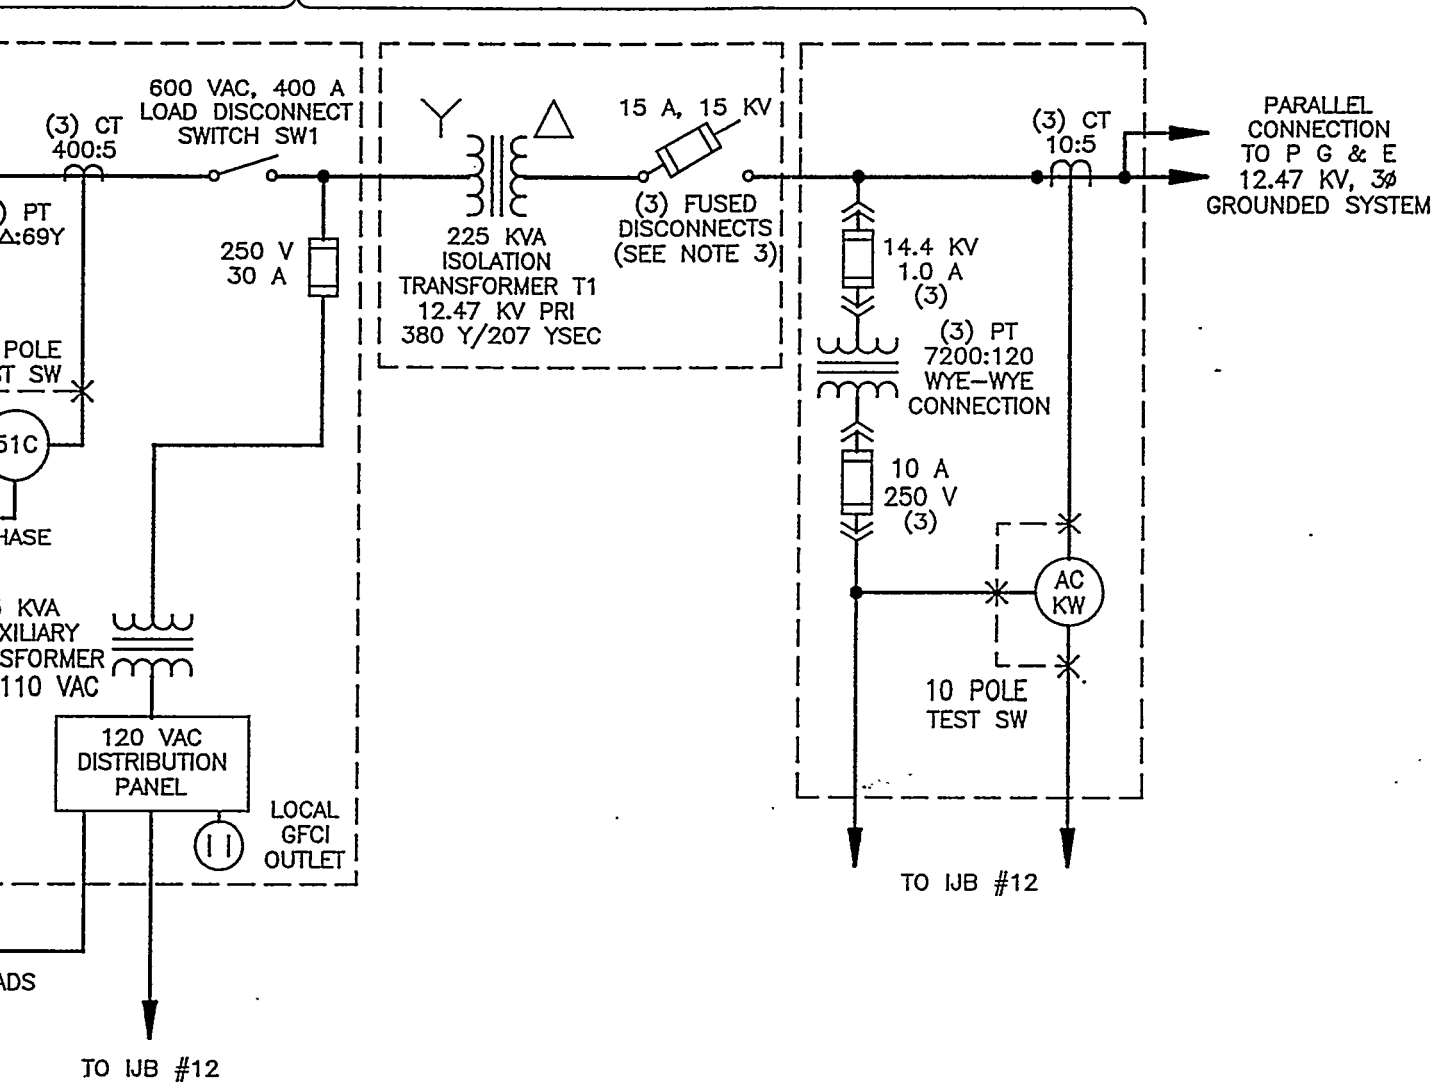 600 VAC, 400 A
LOAD DISCONNECT
SWITCH SW1
(3) CT
400:5
) PT
Δ:69Y
250 V
30 A
POLE
ST SW
51C
HASE
KVA
XILIARY
SFORMER
110 VAC
120 VAC
DISTRIBUTION
PANEL
LOCAL
GFCI
OUTLET
ADS
TO IJB #12
15 A, 15 KV
225 KVA
ISOLATION
TRANSFORMER T1
12.47 KV PRI
380 Y/207 YSEC
(3) FUSED
DISCONNECTS
(SEE NOTE 3)
(3) CT
10:5
14.4 KV
1.0 A
(3)
(3) PT
7200:120
WYE-WYE
CONNECTION
10 A
250 V
(3)
AC
KW
10 POLE
TEST SW
TO IJB #12
PARALLEL
CONNECTION
TO P G & E
12.47 KV, 3ø
GROUNDED SYSTEM